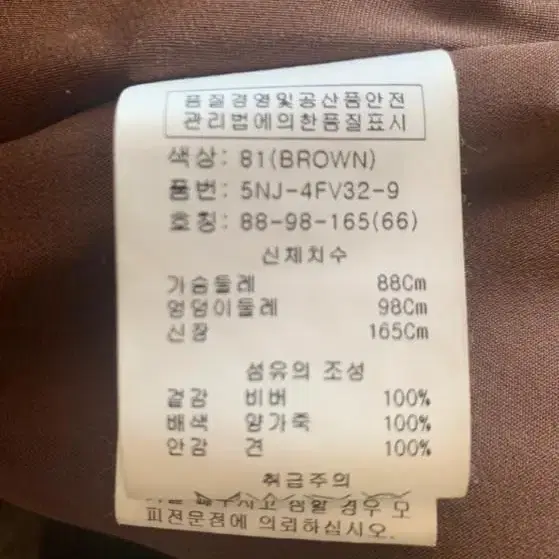 품질경영및공산품안전
관리법에의한품질표시
색상: 81(BROWN)
품번: 5NJ-4FV32-9
호칭: 88-98-165(66)
신체치수
가슴둘레 88Cm
엉덩이둘레 98Cm
신장 165Cm
섬유의 조성
겉감 비버 100%
배색 양가죽 100%
안감 견 100%
취급주의
경우 모
피전문점에 의뢰하십시오.